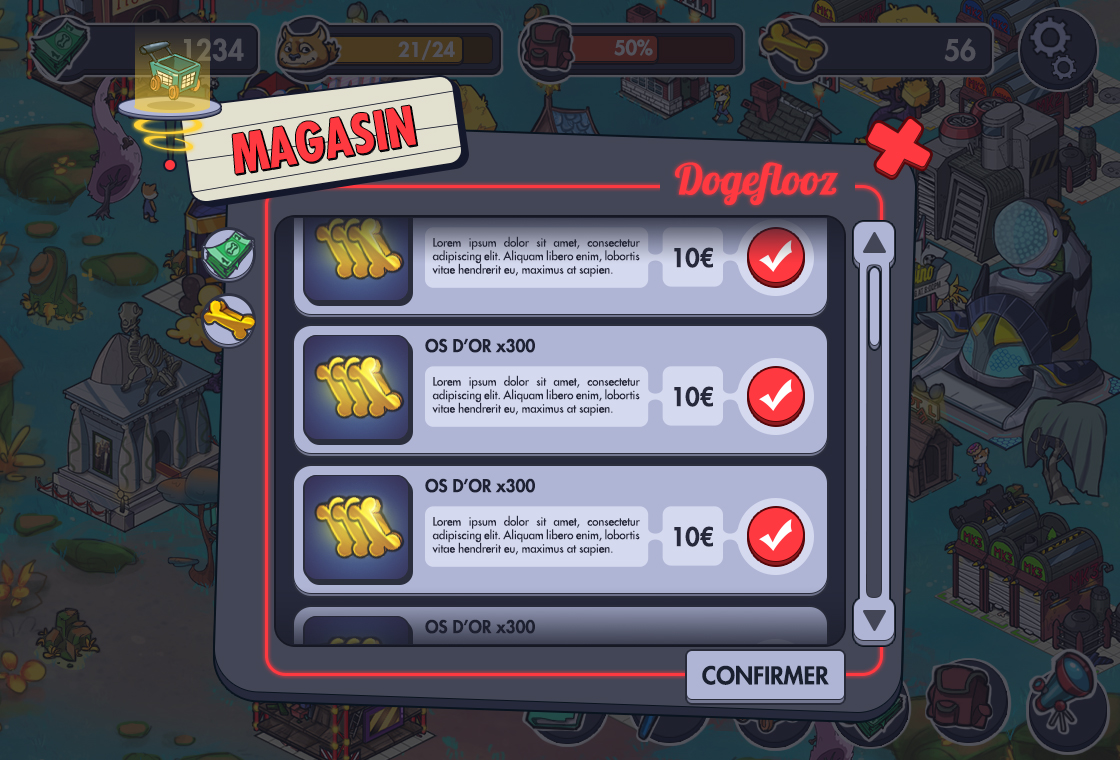 1234
21/24
50%
56
MAGASIN
Dogeflooz
Lorem ipsum dolor sit amet, consectetur
adipiscing elit. Aliquam libero enim, lobortis
vitae hendrerit eu, maximus at sapien.
10€
OS D'OR x300
Lorem ipsum dolor sit amet, consectetur
adipiscing elit. Aliquam libero enim, lobortis
vitae hendrerit eu, maximus at sapien.
10€
OS D'OR x300
Lorem ipsum dolor sit amet, consectetur
adipiscing elit. Aliquam libero enim, lobortis
vitae hendrerit eu, maximus at sapien.
10€
OS D'OR x300
CONFIRMER